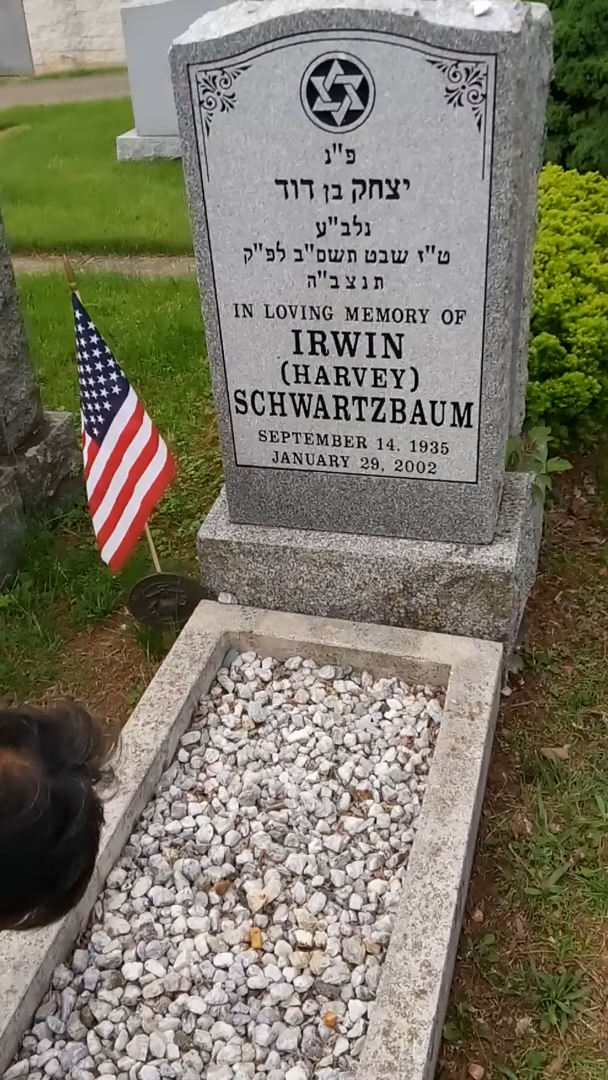 פ"נ
יצחק בן דוד
נלב"ע
ט"ז שבט תשס"ב לפ"ק
תנצב"ה
IN LOVING MEMORY OF
IRWIN
(HARVEY)
SCHWARTZBAUM
SEPTEMBER 14, 1935
JANUARY 29, 2002